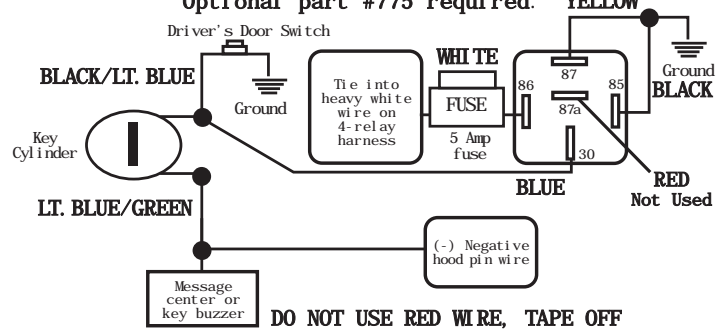 Optional part #775 required.
YELLOW
Driver's Door Switch
BLACK/LT. BLUE
Ground
Key
Cylinder
LT. BLUE/GREEN
Tie into
heavy white
wire on
4-relay
harness
WHITE
FUSE
5 Amp
fuse
86
87
87a
85
30
Ground
BLACK
BLUE
RED
Not Used
(-) Negative
hood pin wire
Message
center or
key buzzer
DO NOT USE RED WIRE, TAPE OFF